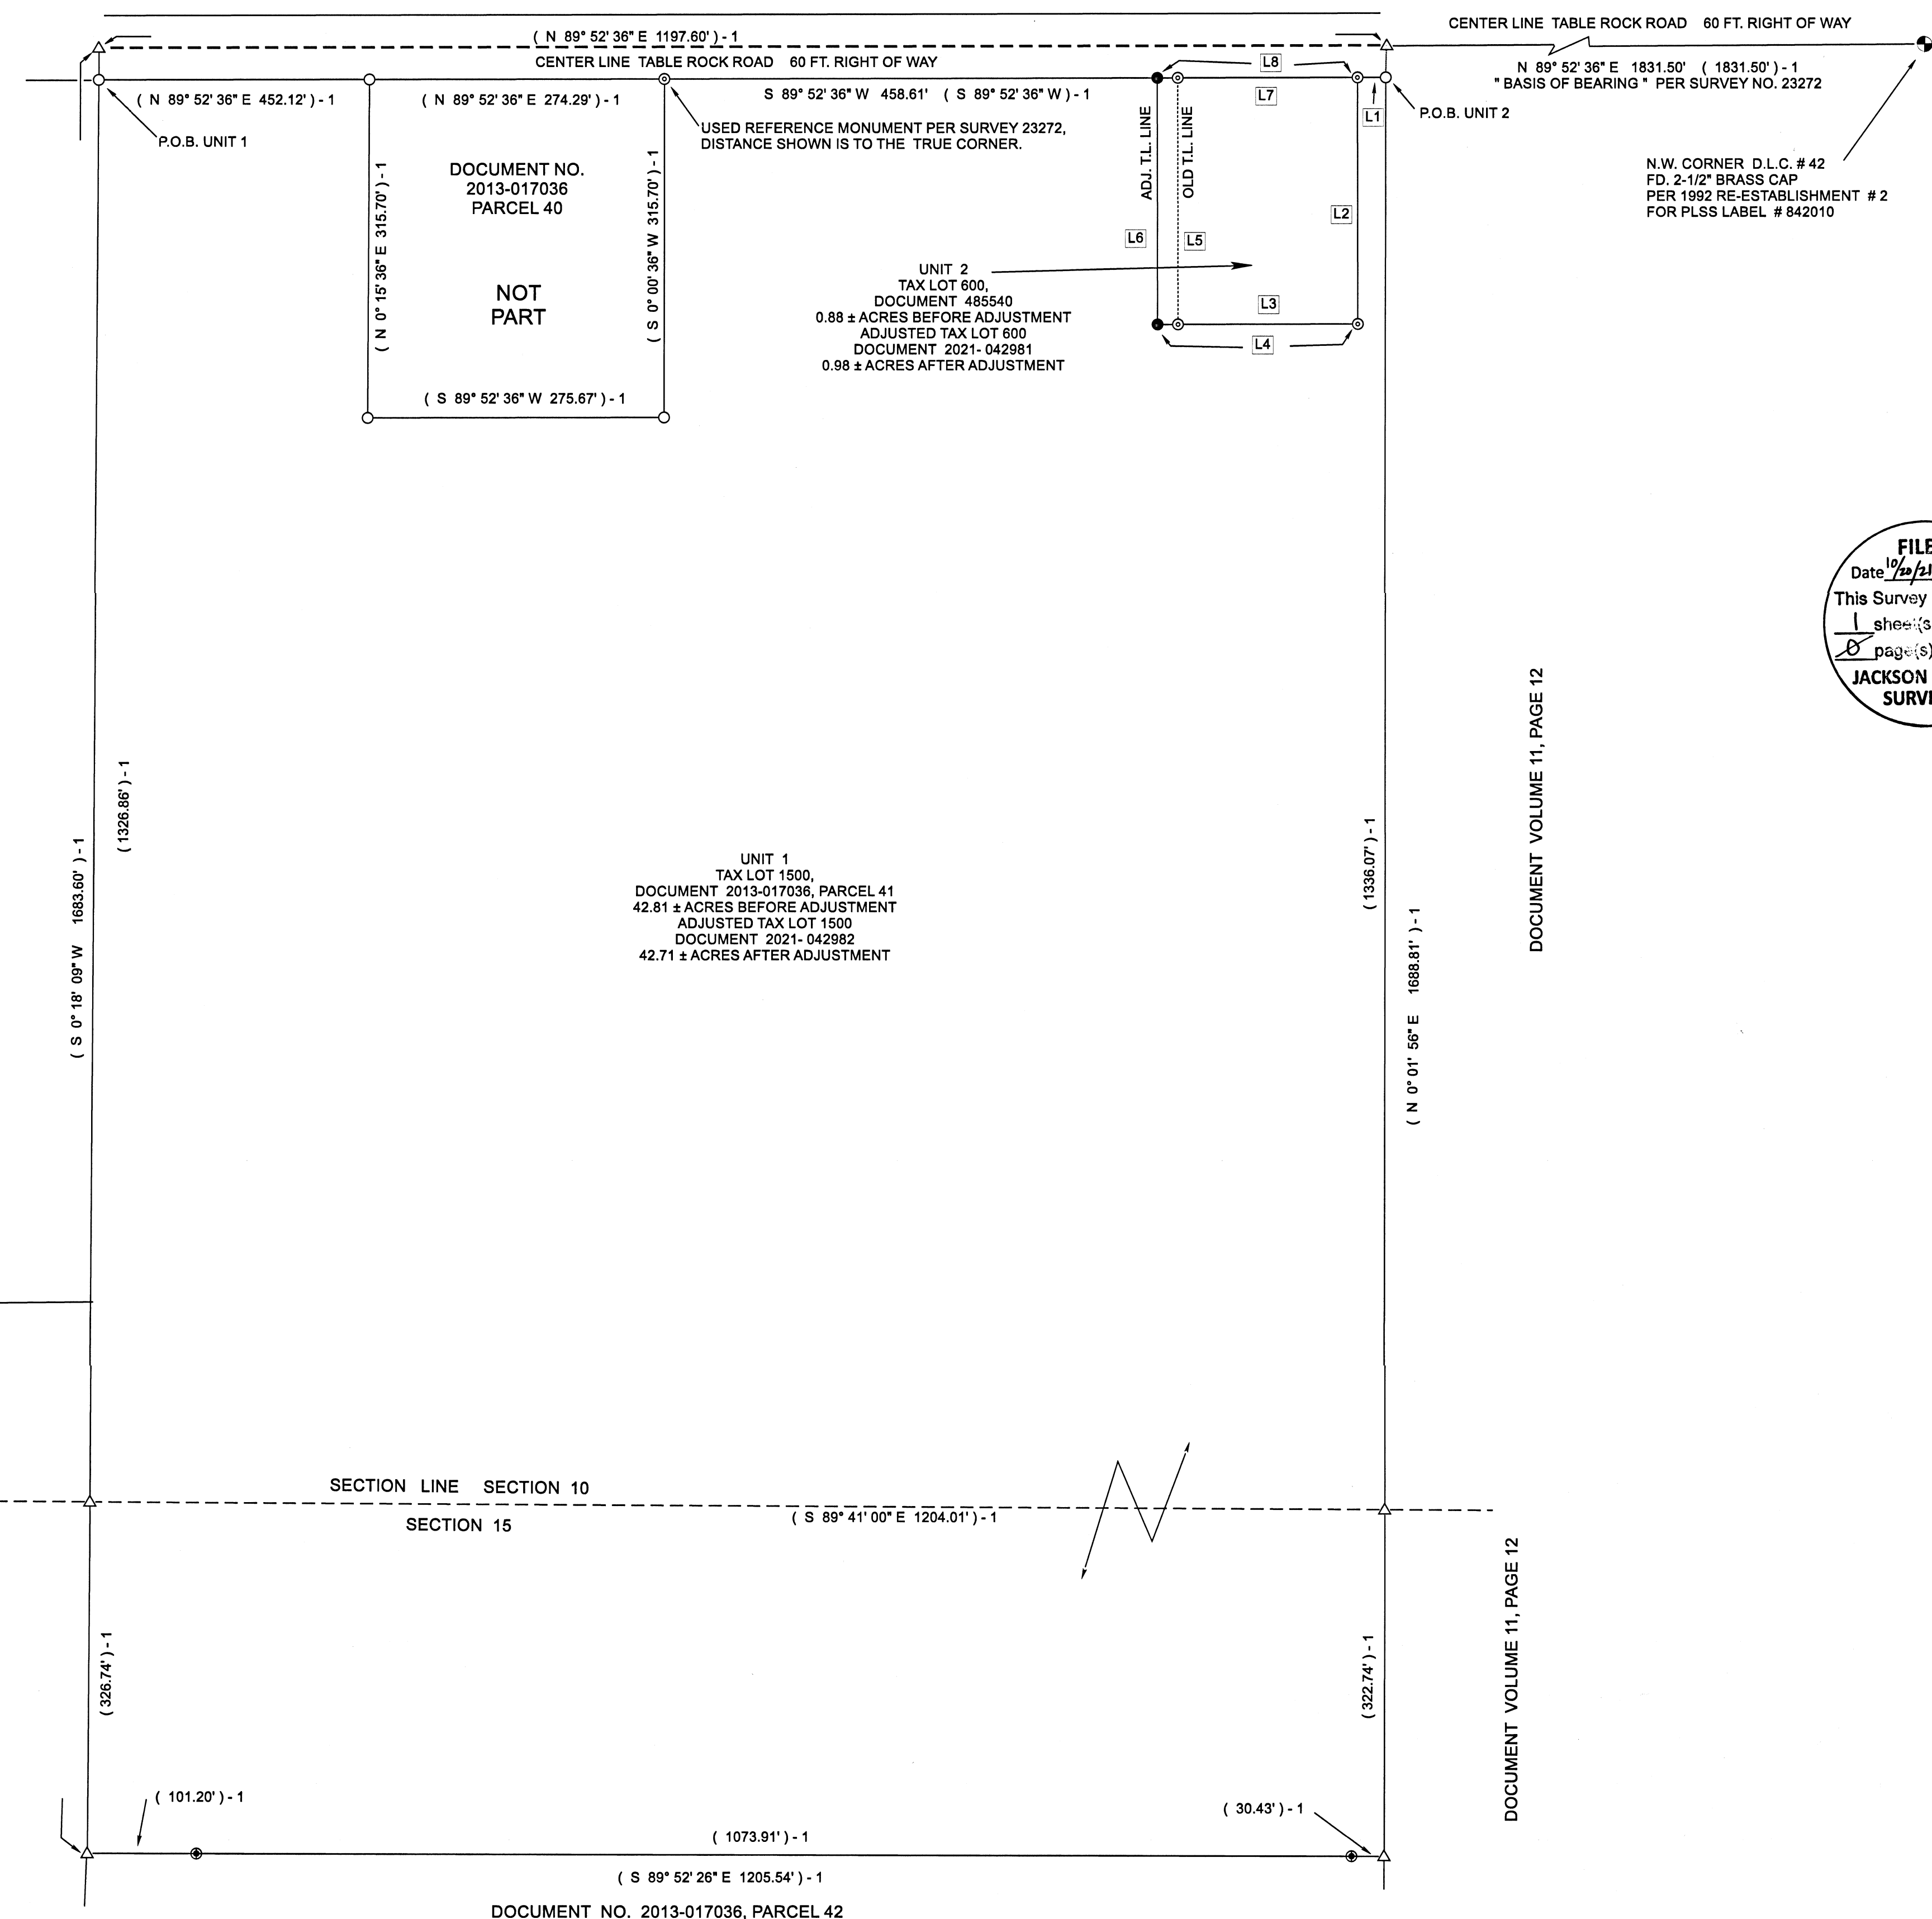 CENTER LINE TABLE ROCK ROAD 60 FT. RIGHT OF WAY
( N 89° 52' 36" E 1197.60' ) - 1
CENTER LINE TABLE ROCK ROAD 60 FT. RIGHT OF WAY
L8
N 89° 52' 36" E 1831.50' ( 1831.50' ) - 1
" BASIS OF BEARING " PER SURVEY NO. 23272
( N 89° 52' 36" E 452.12' ) - 1
( N 89° 52' 36" E 274.29' ) - 1
S 89° 52' 36" W 458.61' ( S 89° 52' 36" W ) - 1
L7
L1
P.O.B. UNIT 2
P.O.B. UNIT 1
USED REFERENCE MONUMENT PER SURVEY 23272,
DISTANCE SHOWN IS TO THE TRUE CORNER.
ADJ. T.L. LINE
OLD T.L. LINE
N.W. CORNER D.L.C. # 42
FD. 2-1/2" BRASS CAP
PER 1992 RE-ESTABLISHMENT # 2
FOR PLSS LABEL # 842010
DOCUMENT NO.
2013-017036
PARCEL 40
( N 0° 15' 36" E 315.70' ) - 1
( S 0° 00' 36" W 315.70' ) - 1
NOT
PART
L2
L6
L5
L3
L4
UNIT 2
TAX LOT 600,
DOCUMENT 485540
0.88 ± ACRES BEFORE ADJUSTMENT
ADJUSTED TAX LOT 600
DOCUMENT 2021- 042981
0.98 ± ACRES AFTER ADJUSTMENT
( S 89° 52' 36" W 275.67' ) - 1
FILE
Date 10/20/21
This Survey
1 sheet(s
0 page(s)
JACKSON
SURV
DOCUMENT VOLUME 11, PAGE 12
(1326.86' ) - 1
( S 0° 18' 09" W 1683.60' ) - 1
(1336.07' ) - 1
( N 0° 01' 56" E 1688.81' ) - 1
UNIT 1
TAX LOT 1500,
DOCUMENT 2013-017036, PARCEL 41
42.81 ± ACRES BEFORE ADJUSTMENT
ADJUSTED TAX LOT 1500
DOCUMENT 2021- 042982
42.71 ± ACRES AFTER ADJUSTMENT
SECTION LINE SECTION 10
SECTION 15
( S 89° 41' 00" E 1204.01' ) - 1
DOCUMENT VOLUME 11, PAGE 12
(326.74' ) - 1
(322.74' ) - 1
( 101.20' ) - 1
( 30.43' ) - 1
( 1073.91' ) - 1
( S 89° 52' 26" E 1205.54' ) - 1
DOCUMENT NO. 2013-017036, PARCEL 42